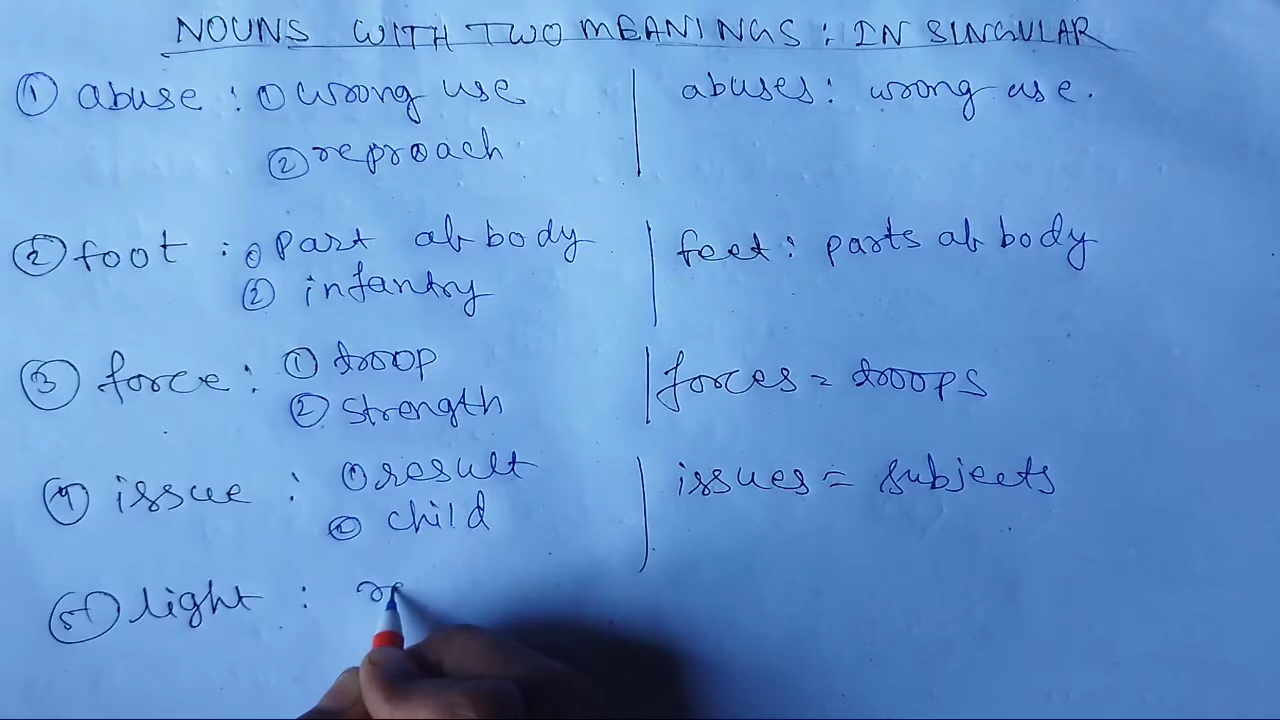 NOUNS WITH TWO MEANINGS : IN SINGULAR
① abuse : ① wrong use | abuses : wrong use.
② reproach
② foot : ① Part of body | feet : parts of body
② infantry
③ force : ① troop | forces = troops
② strength
④ issue : ① result | issues = subjects
② child
⑤ light :